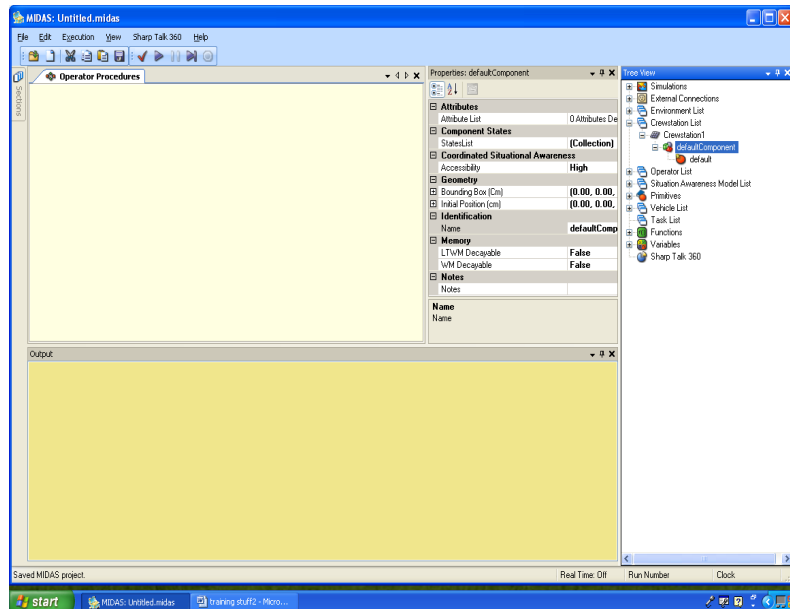 MIDAS: Untitled.midas
File Edit Execution View Sharp Talk 360 Help
Sections
Operator Procedures
Properties: defaultComponent
Attributes
Attribute List 0 Attributes De
Component States
StatesList (Collection)
Coordinated Situational Awareness
Accessibility High
Geometry
Bounding Box (Cm) (0.00, 0.00,
Initial Position (cm) (0.00, 0.00,
Identification
Name defaultComp
Memory
LTWM Decayable False
WM Decayable False
Notes
Notes
Name
Name
Tree View
Simulations
External Connections
Environment List
Crewstation List
Crewstation1
defaultComponent
default
Operator List
Situation Awareness Model List
Primitives
Vehicle List
Task List
Functions
Variables
Sharp Talk 360
Output
Saved MIDAS project.
Real Time: Off Run Number Clock
start MIDAS: Untitled.midas training stuff2 - Micro...